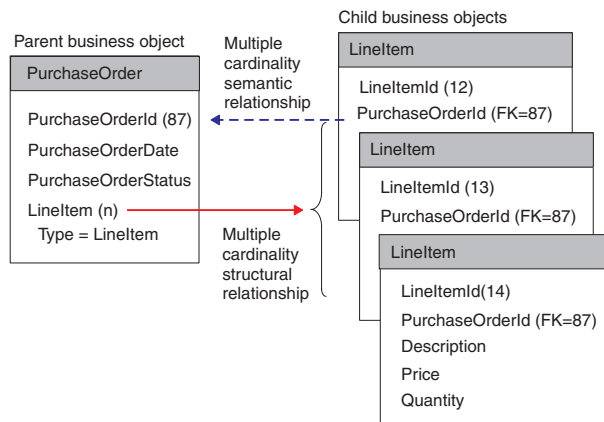 Parent business object
PurchaseOrder
PurchaseOrderId (87)
PurchaseOrderDate
PurchaseOrderStatus
LineItem (n)
Type = LineItem
Multiple
cardinality
semantic
relationship
Multiple
cardinality
structural
relationship
Child business objects
LineItem
LineItemId (12)
PurchaseOrderId (FK=87)
LineItem
LineItemId (13)
PurchaseOrderId (FK=87)
LineItem
LineItemId(14)
PurchaseOrderId (FK=87)
Description
Price
Quantity